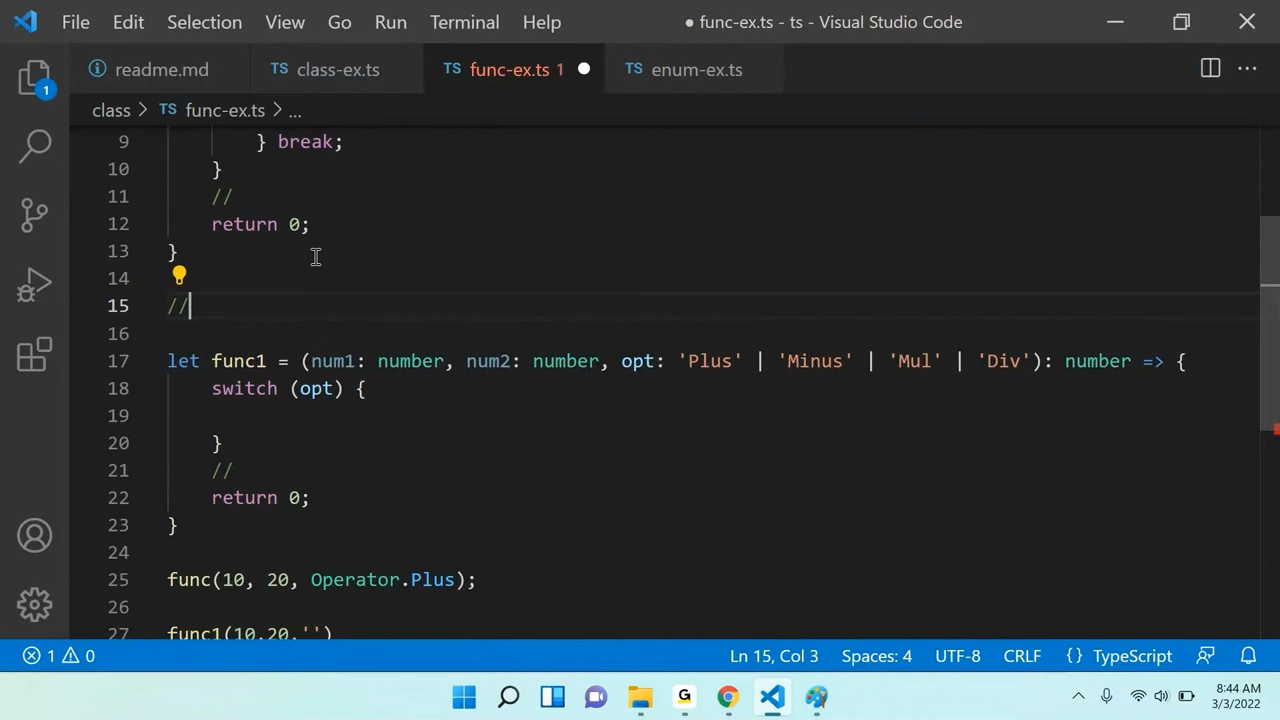 File Edit Selection View Go Run Terminal Help ● func-ex.ts - ts - Visual Studio Code
readme.md TS class-ex.ts TS func-ex.ts 1 TS enum-ex.ts
1
class > TS func-ex.ts > ...
9 } break;
10 }
11 //
12 return 0;
13 }
14
15 //
16
17 let func1 = (num1: number, num2: number, opt: 'Plus' | 'Minus' | 'Mul' | 'Div'): number => {
18 switch (opt) {
19
20 }
21 //
22 return 0;
23 }
24
25 func(10, 20, Operator.Plus);
26
27 func1(10,20,'')
1 0 Ln 15, Col 3 Spaces: 4 UTF-8 CRLF {} TypeScript
G
8:44 AM
3/3/2022